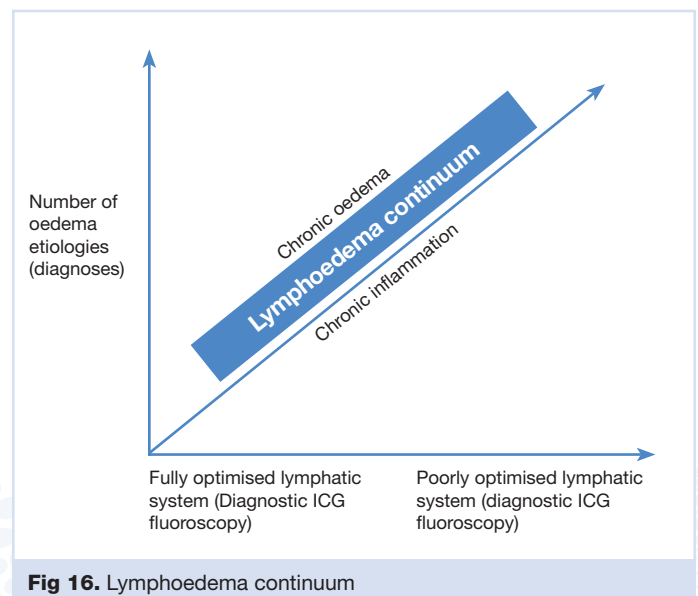 Number of
oedema
etiologies
(diagnoses)
Chronic oedema
Lymphoedema continuum
Chronic inflammation
Fully optimised lymphatic
system (Diagnostic ICG
fluoroscopy)
Poorly optimised lymphatic
system (diagnostic ICG
fluoroscopy)
Fig 16. Lymphoedema continuum